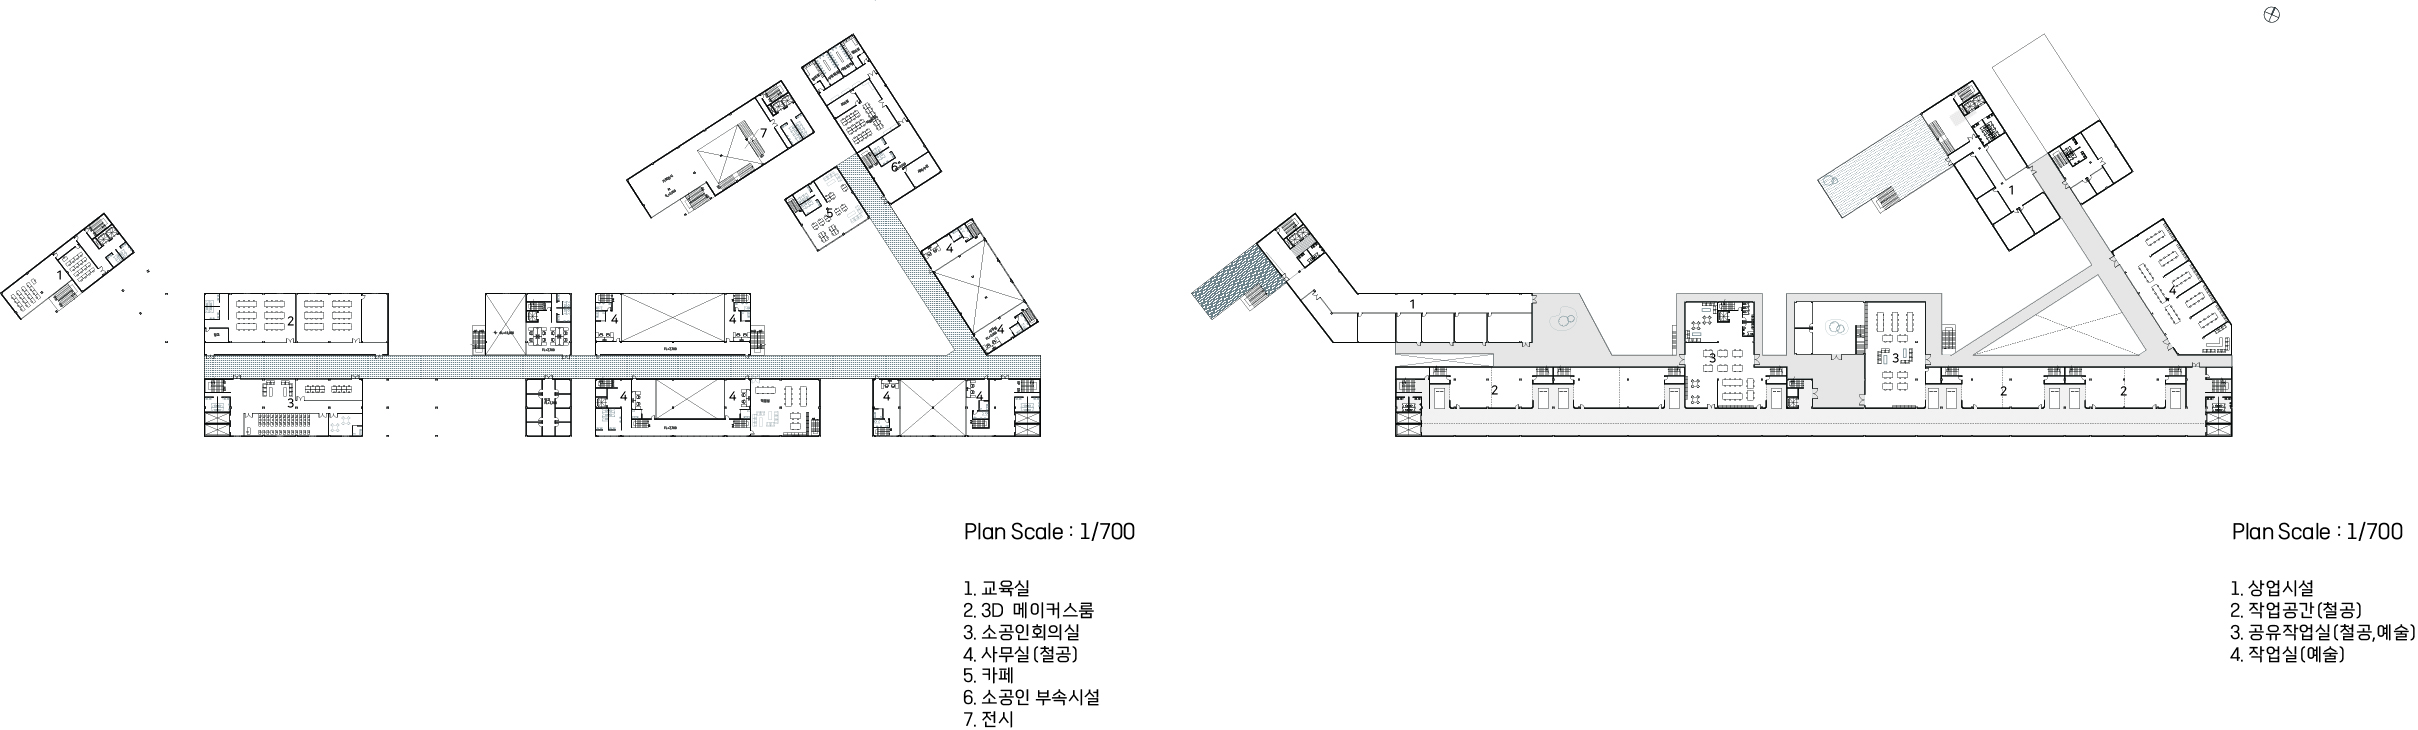 7
6
5
4
1
4
4
4
2
3
4
4
4
4
1
4
1
3
3
2
2
2
Plan Scale : 1/700
1. 교육실
2. 3D 메이커스룸
3. 소공인회의실
4. 사무실(철공)
5. 카페
6. 소공인 부속시설
7. 전시
Plan Scale : 1/700
1. 상업시설
2. 작업공간(철공)
3. 공유작업실(철공,예술)
4. 작업실(예술)